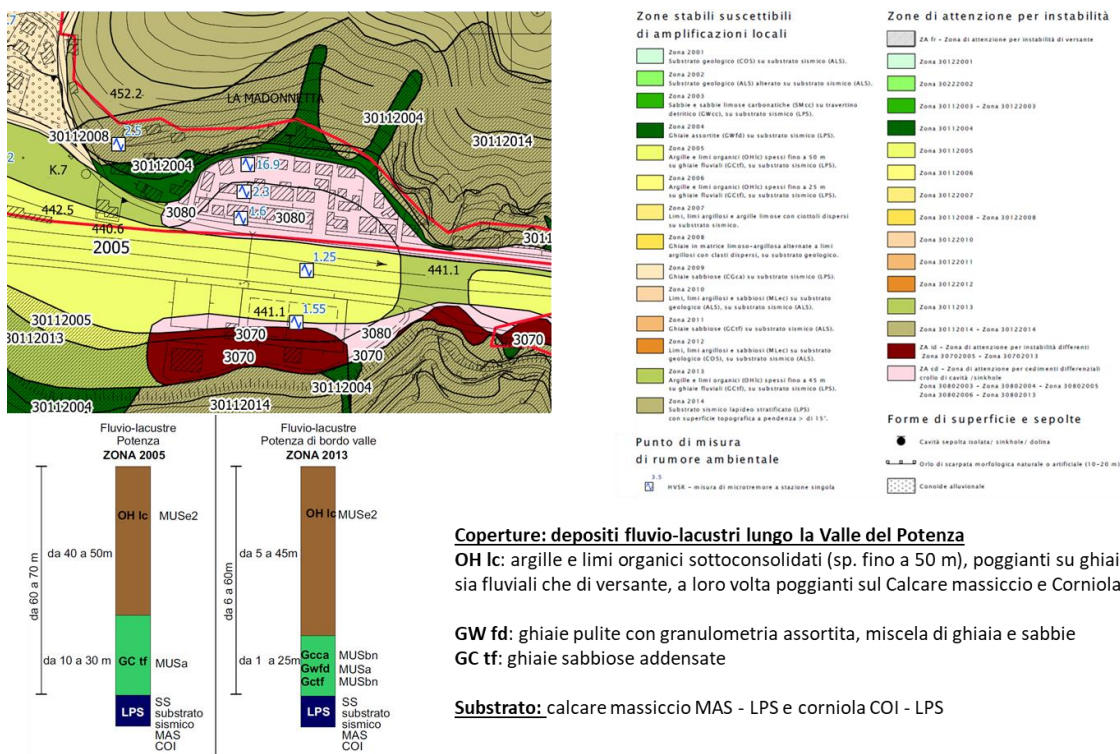 452.2
LA MADONNETTA
30112008
2.5
30112004
30112004
30112014
16.9
K.7
2.3
3080
1.6
3080
442.5
440.6
2005
3011
1.25
441.1
441.1
1.55
30112005
30112013
3070
3080
3070
3070
3070
30112004
30112014
Zone stabili suscettibili
di amplificazioni locali
Zona 2001
Substrato geologico (COS) su substrato sismico (ALS).
Zona 2002
Substrato geologico (ALS) alterato su substrato sismico (ALS).
Zona 2003
Sabbie e sabbie limose carbonatiche (SMcc) su travertino
detritico (GWcc), su substrato sismico (LPS).
Zona 2004
Ghiaie assortite (GWfd) su substrato sismico (LPS).
Zona 2005
Argille e limi organici (OHlc) spessi fino a 50 m
su ghiaie fluviali (GCtf), su substrato sismico (LPS).
Zona 2006
Argille e limi organici (OHlc) spessi fino a 25 m
su ghiaie fluviali (GCtf), su substrato sismico (LPS).
Zona 2007
Limi, limi argillosi e argille limose con ciottoli dispersi
su substrato sismico.
Zona 2008
Ghiaie in matrice limoso-argillosa alternate a limi
argillosi con clasti dispersi, su substrato geologico.
Zona 2009
Ghiaie sabbiose (CGca) su substrato sismico (LPS).
Zona 2010
Limi, limi argillosi e sabbiosi (MLec) su substrato
geologico (ALS), su substrato sismico (ALS).
Zona 2011
Ghiaie sabbiose (GCtf) su substrato sismico (ALS).
Zona 2012
Limi, limi argillosi e sabbiosi (MLec) su substrato
geologico (COS), su substrato sismico (ALS).
Zona 2013
Argille e limi organici (OHlc) spessi fino a 45 m
su ghiaie fluviali (GCtf), su substrato sismico (LPS).
Zona 2014
Substrato sismico lapideo stratificato (LPS)
con superficie topografica a pendenza > di 15°.
Punto di misura
di rumore ambientale
3.5
HVSR - misura di microtremore a stazione singola
Zone di attenzione per instabilità
ZA fr - Zona di attenzione per instabilità di versante
Zona 30122001
Zona 30222002
Zona 30112003 - Zona 30122003
Zona 30112004
Zona 30112005
Zona 30112006
Zona 30122007
Zona 30112008 - Zona 30122008
Zona 30122010
Zona 30122011
Zona 30122012
Zona 30112013
Zona 30112014 - Zona 30122014
ZA id - Zona di attenzione per instabilità differenti
Zona 30702005 - Zona 30702013
ZA cd - Zona di attenzione per cedimenti differenziali
crollo di cavità /sinkhole
Zona 30802003 - Zona 30802004 - Zona 30802005
Zona 30802006 - Zona 30802013
Forme di superficie e sepolte
Cavità sepolta isolata/ sinkhole/ dolina
Orlo di scarpata morfologica naturale o artificiale (10-20 m)
Conoide alluvionale
Fluvio-lacustre
Potenza
ZONA 2005
OH lc
MUSe2
da 40 a 50m
da 60 a 70 m
da 10 a 30 m
GC tf
MUSa
LPS
SS
substrato
sismico
MAS
COI
Fluvio-lacustre
Potenza di bordo valle
ZONA 2013
OH lc
MUSe2
da 5 a 45m
da 6 a 60m
da 1 a 25m
Gcca
Gwfd
Gctf
MUSbn
MUSa
MUSbn
LPS
SS
substrato
sismico
MAS
COI
Coperture: depositi fluvio-lacustri lungo la Valle del Potenza
OH lc: argille e limi organici sottoconsolidati (sp. fino a 50 m), poggianti su ghiai
sia fluviali che di versante, a loro volta poggianti sul Calcare massiccio e Corniola
GW fd: ghiaie pulite con granulometria assortita, miscela di ghiaia e sabbie
GC tf: ghiaie sabbiose addensate
Substrato: calcare massiccio MAS - LPS e corniola COI - LPS